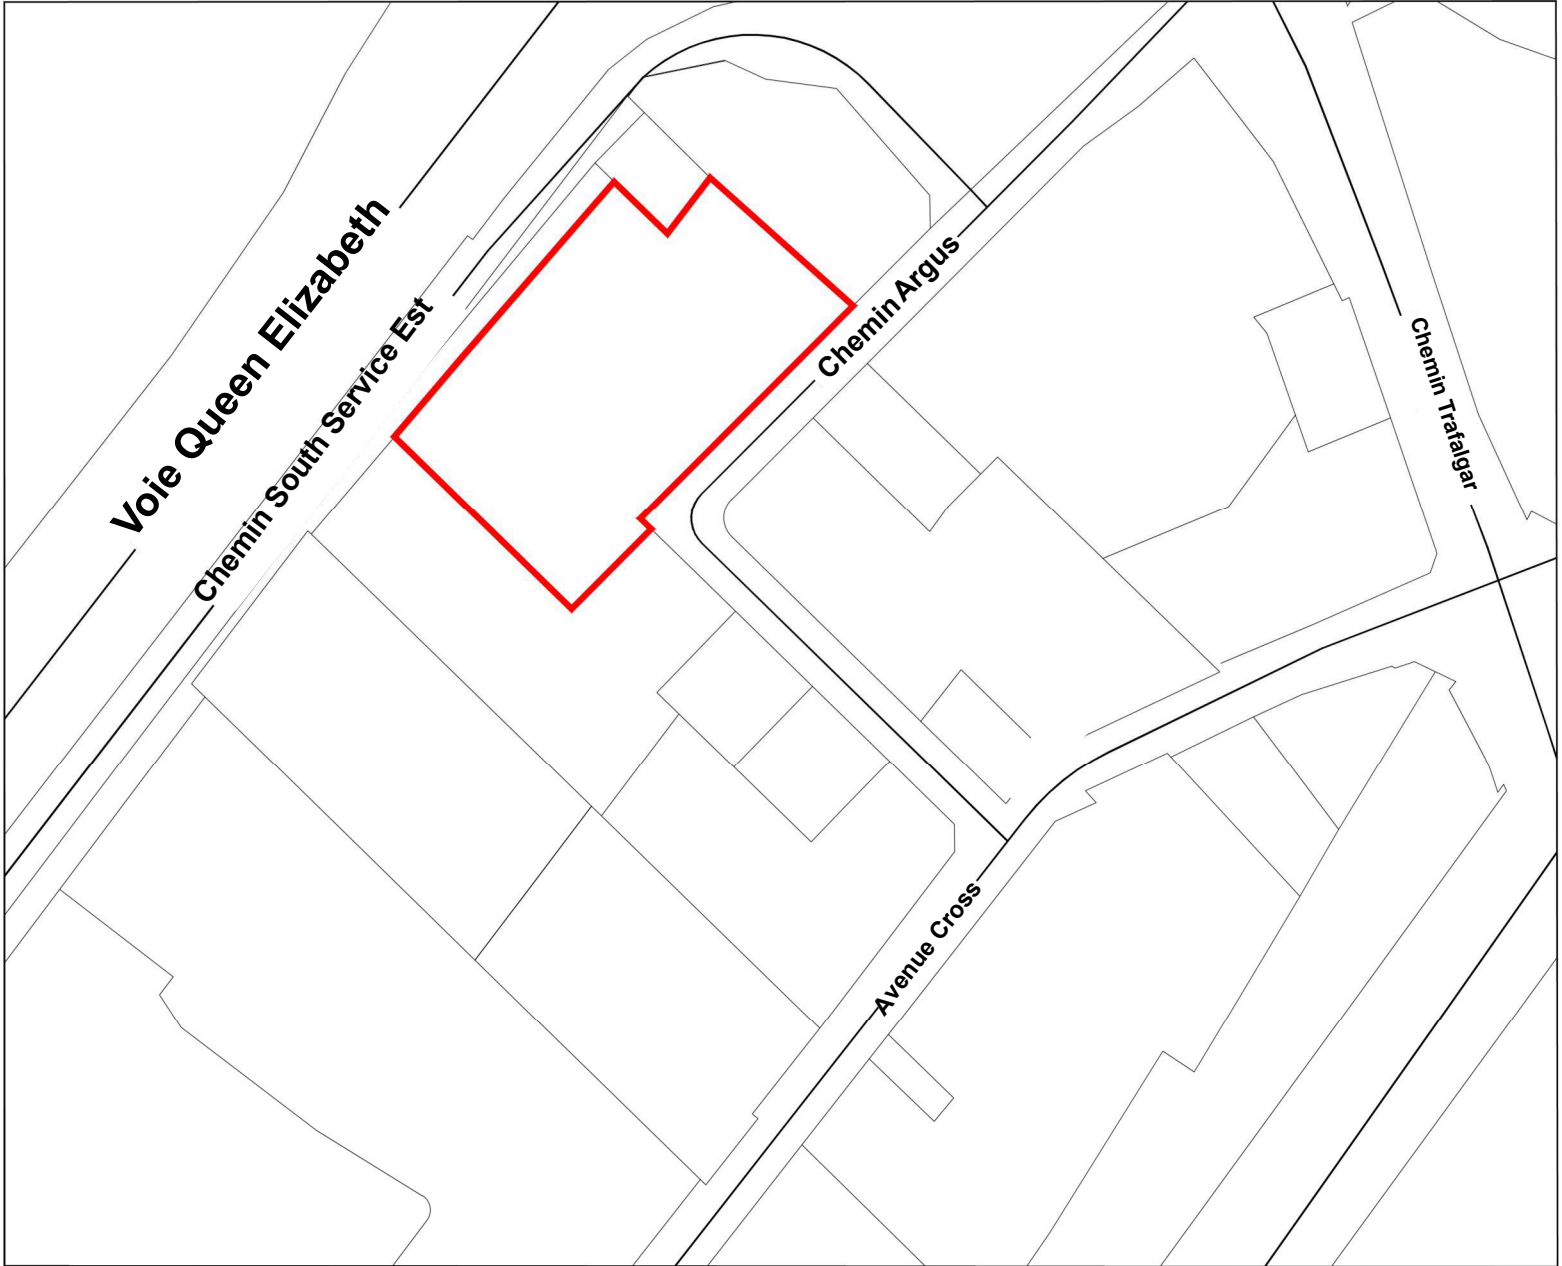 Voie Queen Elizabeth
Chemin South Service Est
Chemin Argus
Chemin Trafalgar
Avenue Cross